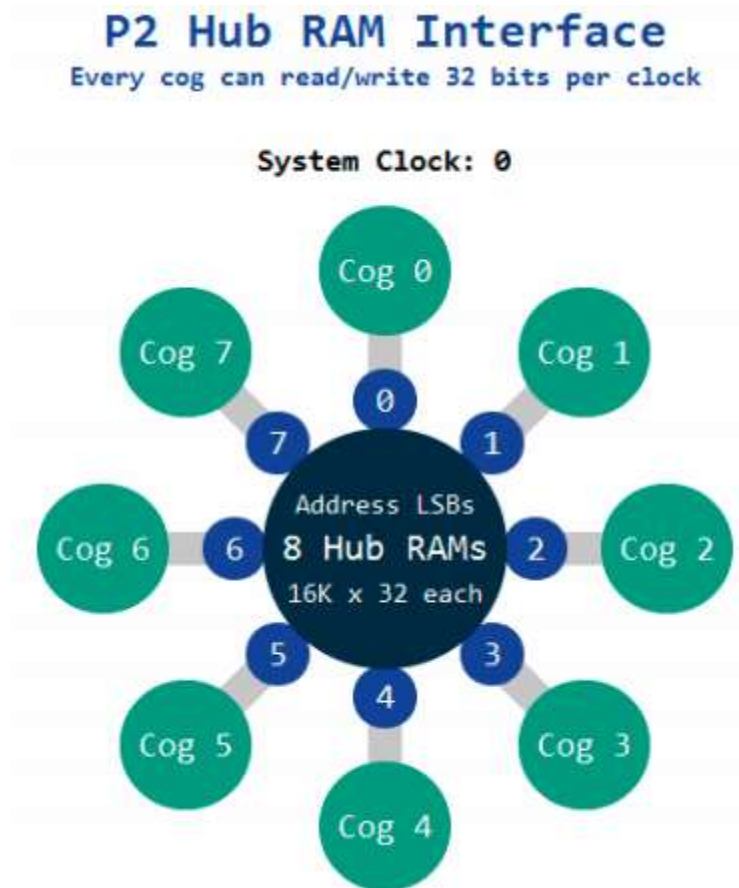 P2 Hub RAM Interface
Every cog can read/write 32 bits per clock
System Clock: 0
Cog 0
Cog 7
Cog 1
0
7
1
Address LSBs
8 Hub RAMs
16K x 32 each
Cog 6
6
2
Cog 2
5
3
4
Cog 5
Cog 3
Cog 4